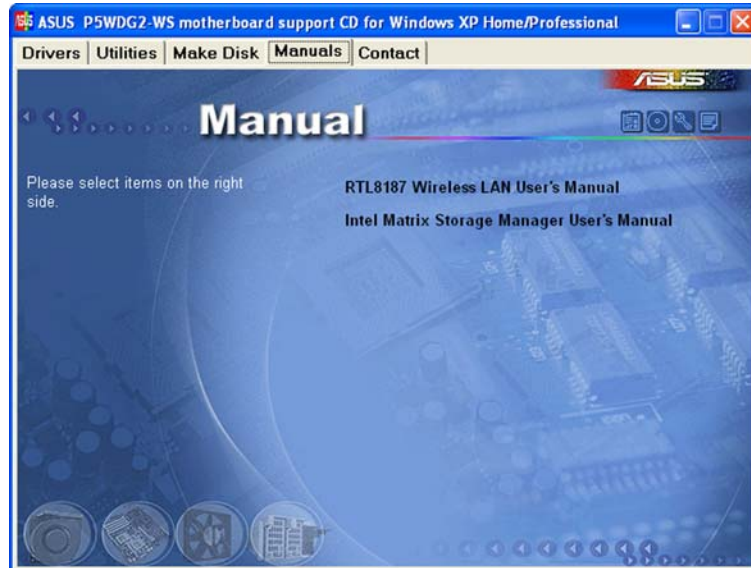 ASUS P5WDG2-WS motherboard support CD for Windows XP Home/Professional
Drivers Utilities Make Disk Manuals Contact
ASUS
Manual
Please select items on the right
side.
RTL8187 Wireless LAN User's Manual
Intel Matrix Storage Manager User's Manual